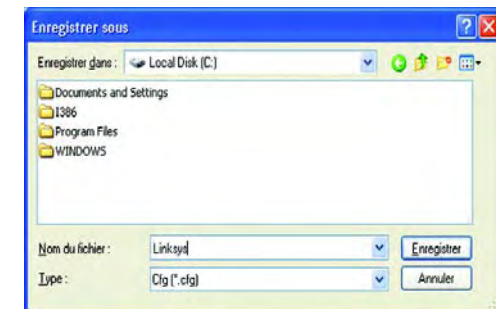 Enregistrer sous
Enregistrer dans : Local Disk (C:)
Documents and Settings
I386
Program Files
WINDOWS
Nom du fichier : Linksys Enregistrer
Type : Cfg (*.cfg) Annuler